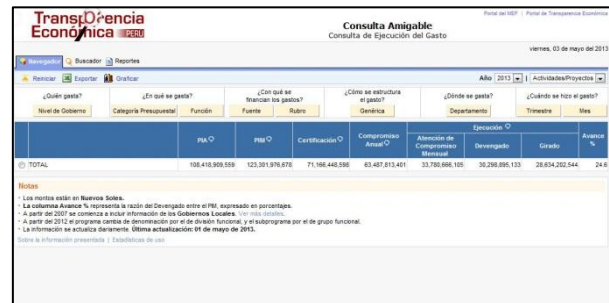 Transparencia
Económica PERÚ
Portal del MEF | Portal de Transparencia Económica
Consulta Amigable
Consulta de Ejecución del Gasto
viernes, 03 de mayo del 2013
Navegador Buscador Reportes
Reiniciar Exportar Graficar
Año 2013 | Actividades/Proyectos
¿Quién gasta? ¿En qué se gasta? ¿Con qué se financian los gastos? ¿Cómo se estructura el gasto? ¿Dónde se gasta? ¿Cuándo se hizo el gasto?
Nivel de Gobierno Categoría Presupuestal Función Fuente Rubro Genérica Departamento Trimestre Mes
PIA PIM Certificación Compromiso Anual Ejecución Avance %
Atención de Compromiso Mensual Devengado Girado
TOTAL 108,418,909,559 123,301,976,678 71,166,448,598 63,487,813,401 33,780,666,105 30,298,895,133 28,634,202,544 24.6
Notas
Los montos están en Nuevos Soles.
La columna Avance % representa la razón del Devengado entre el PIM, expresado en porcentajes.
A partir del 2007 se comienza a incluir información de los Gobiernos Locales. Ver más detalles.
A partir del 2012 el programa cambia de denominación por el de división funcional, y el subprograma por el de grupo funcional.
La información se actualiza diariamente. Última actualización: 01 de mayo de 2013.
Sobre la información presentada | Estadísticas de uso